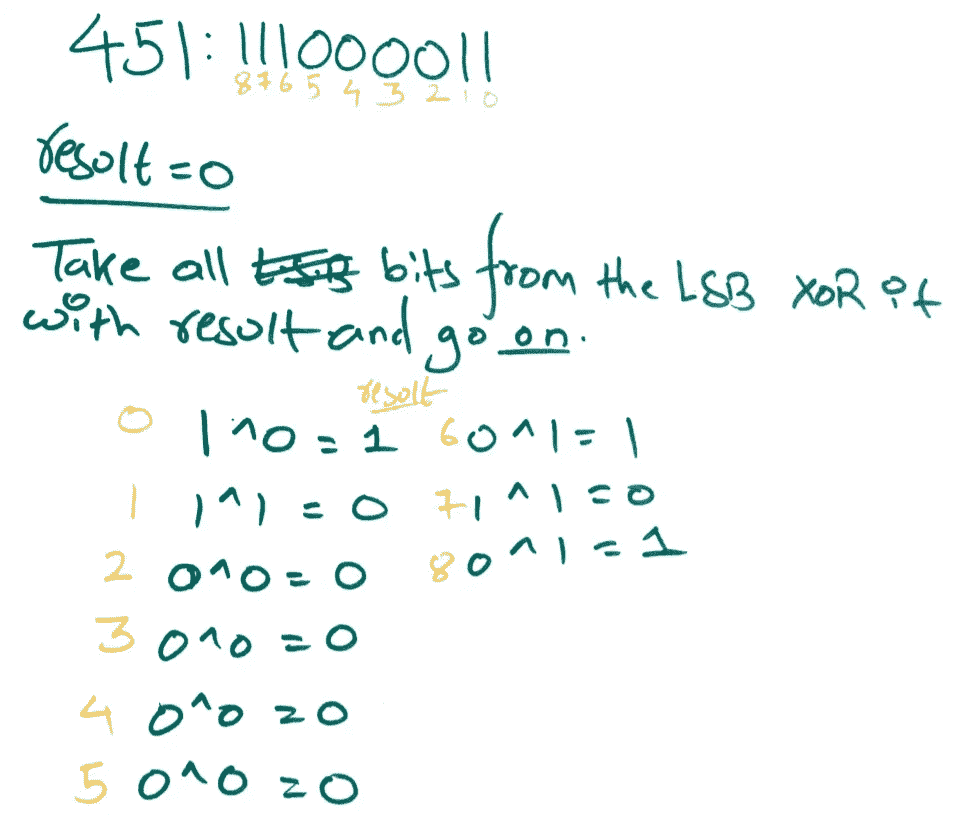 451: 111000011
8 7 6 5 4 3 2 1 0
result = 0
Take all bits from the LSB XOR it
with result and go on.
result
0 1 ^ 0 = 1 6 0 ^ 1 = 1
1 1 ^ 1 = 0 7 1 ^ 1 = 0
2 0 ^ 0 = 0 8 0 ^ 1 = 1
3 0 ^ 0 = 0
4 0 ^ 0 = 0
5 0 ^ 0 = 0